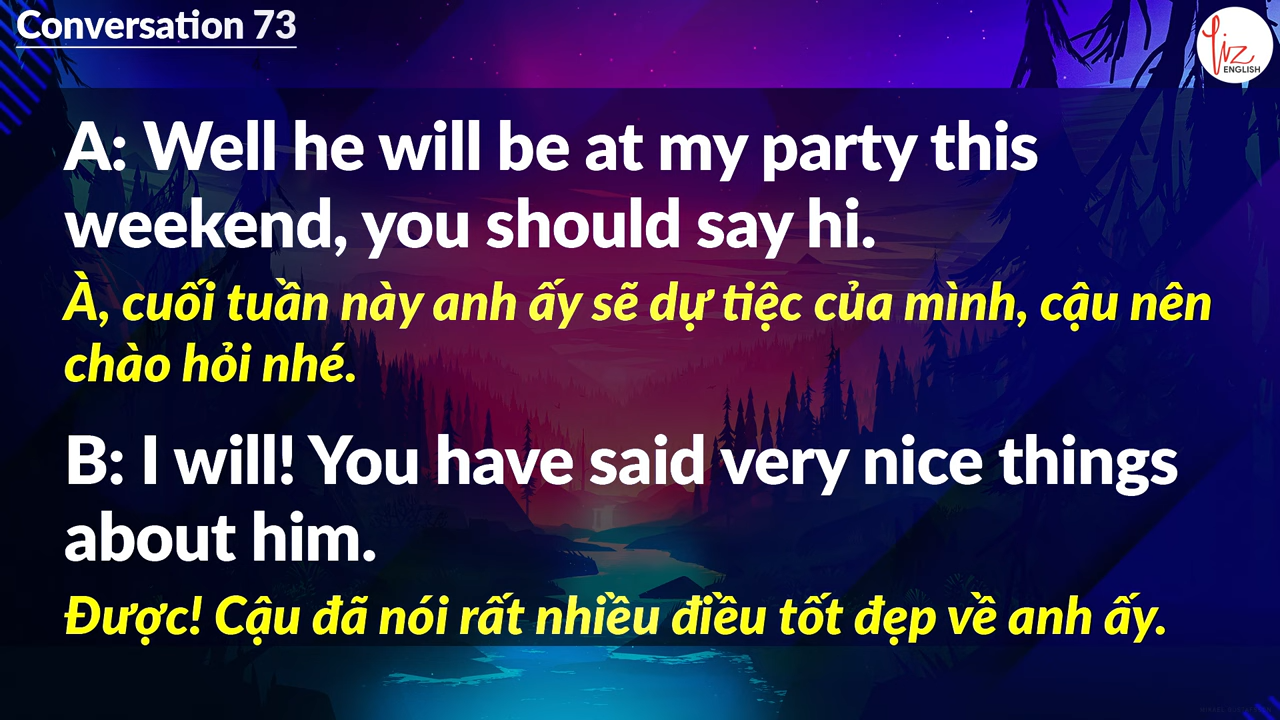 Conversation 73
Liz
ENGLISH
A: Well he will be at my party this
weekend, you should say hi.
À, cuối tuần này anh ấy sẽ dự tiệc của mình, cậu nên
chào hỏi nhé.
B: I will! You have said very nice things
about him.
Được! Cậu đã nói rất nhiều điều tốt đẹp về anh ấy.